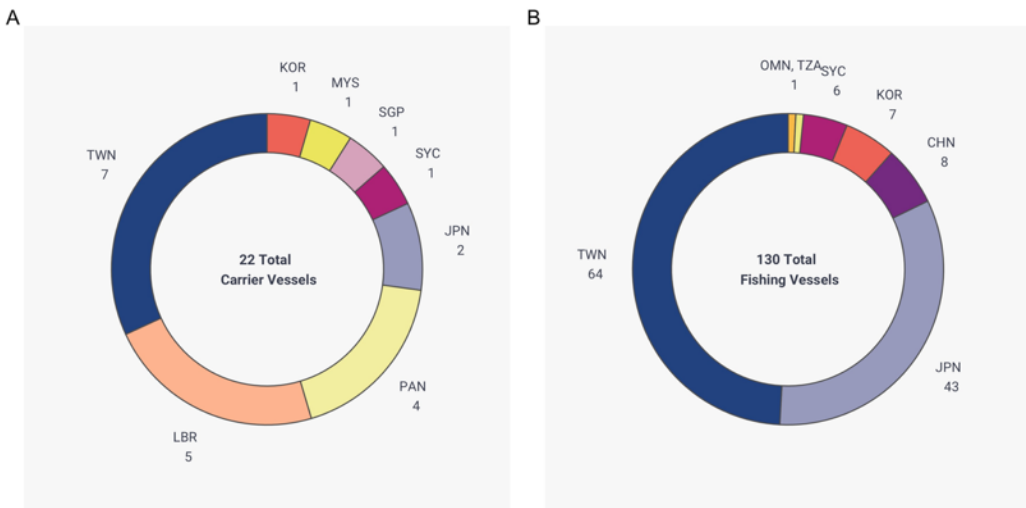 A
KOR
1
MYS
1
SGP
1
SYC
1
JPN
2
PAN
4
LBR
5
TWN
7
22 Total
Carrier Vessels
B
OMN, TZA
1
SYC
6
KOR
7
CHN
8
JPN
43
TWN
64
130 Total
Fishing Vessels